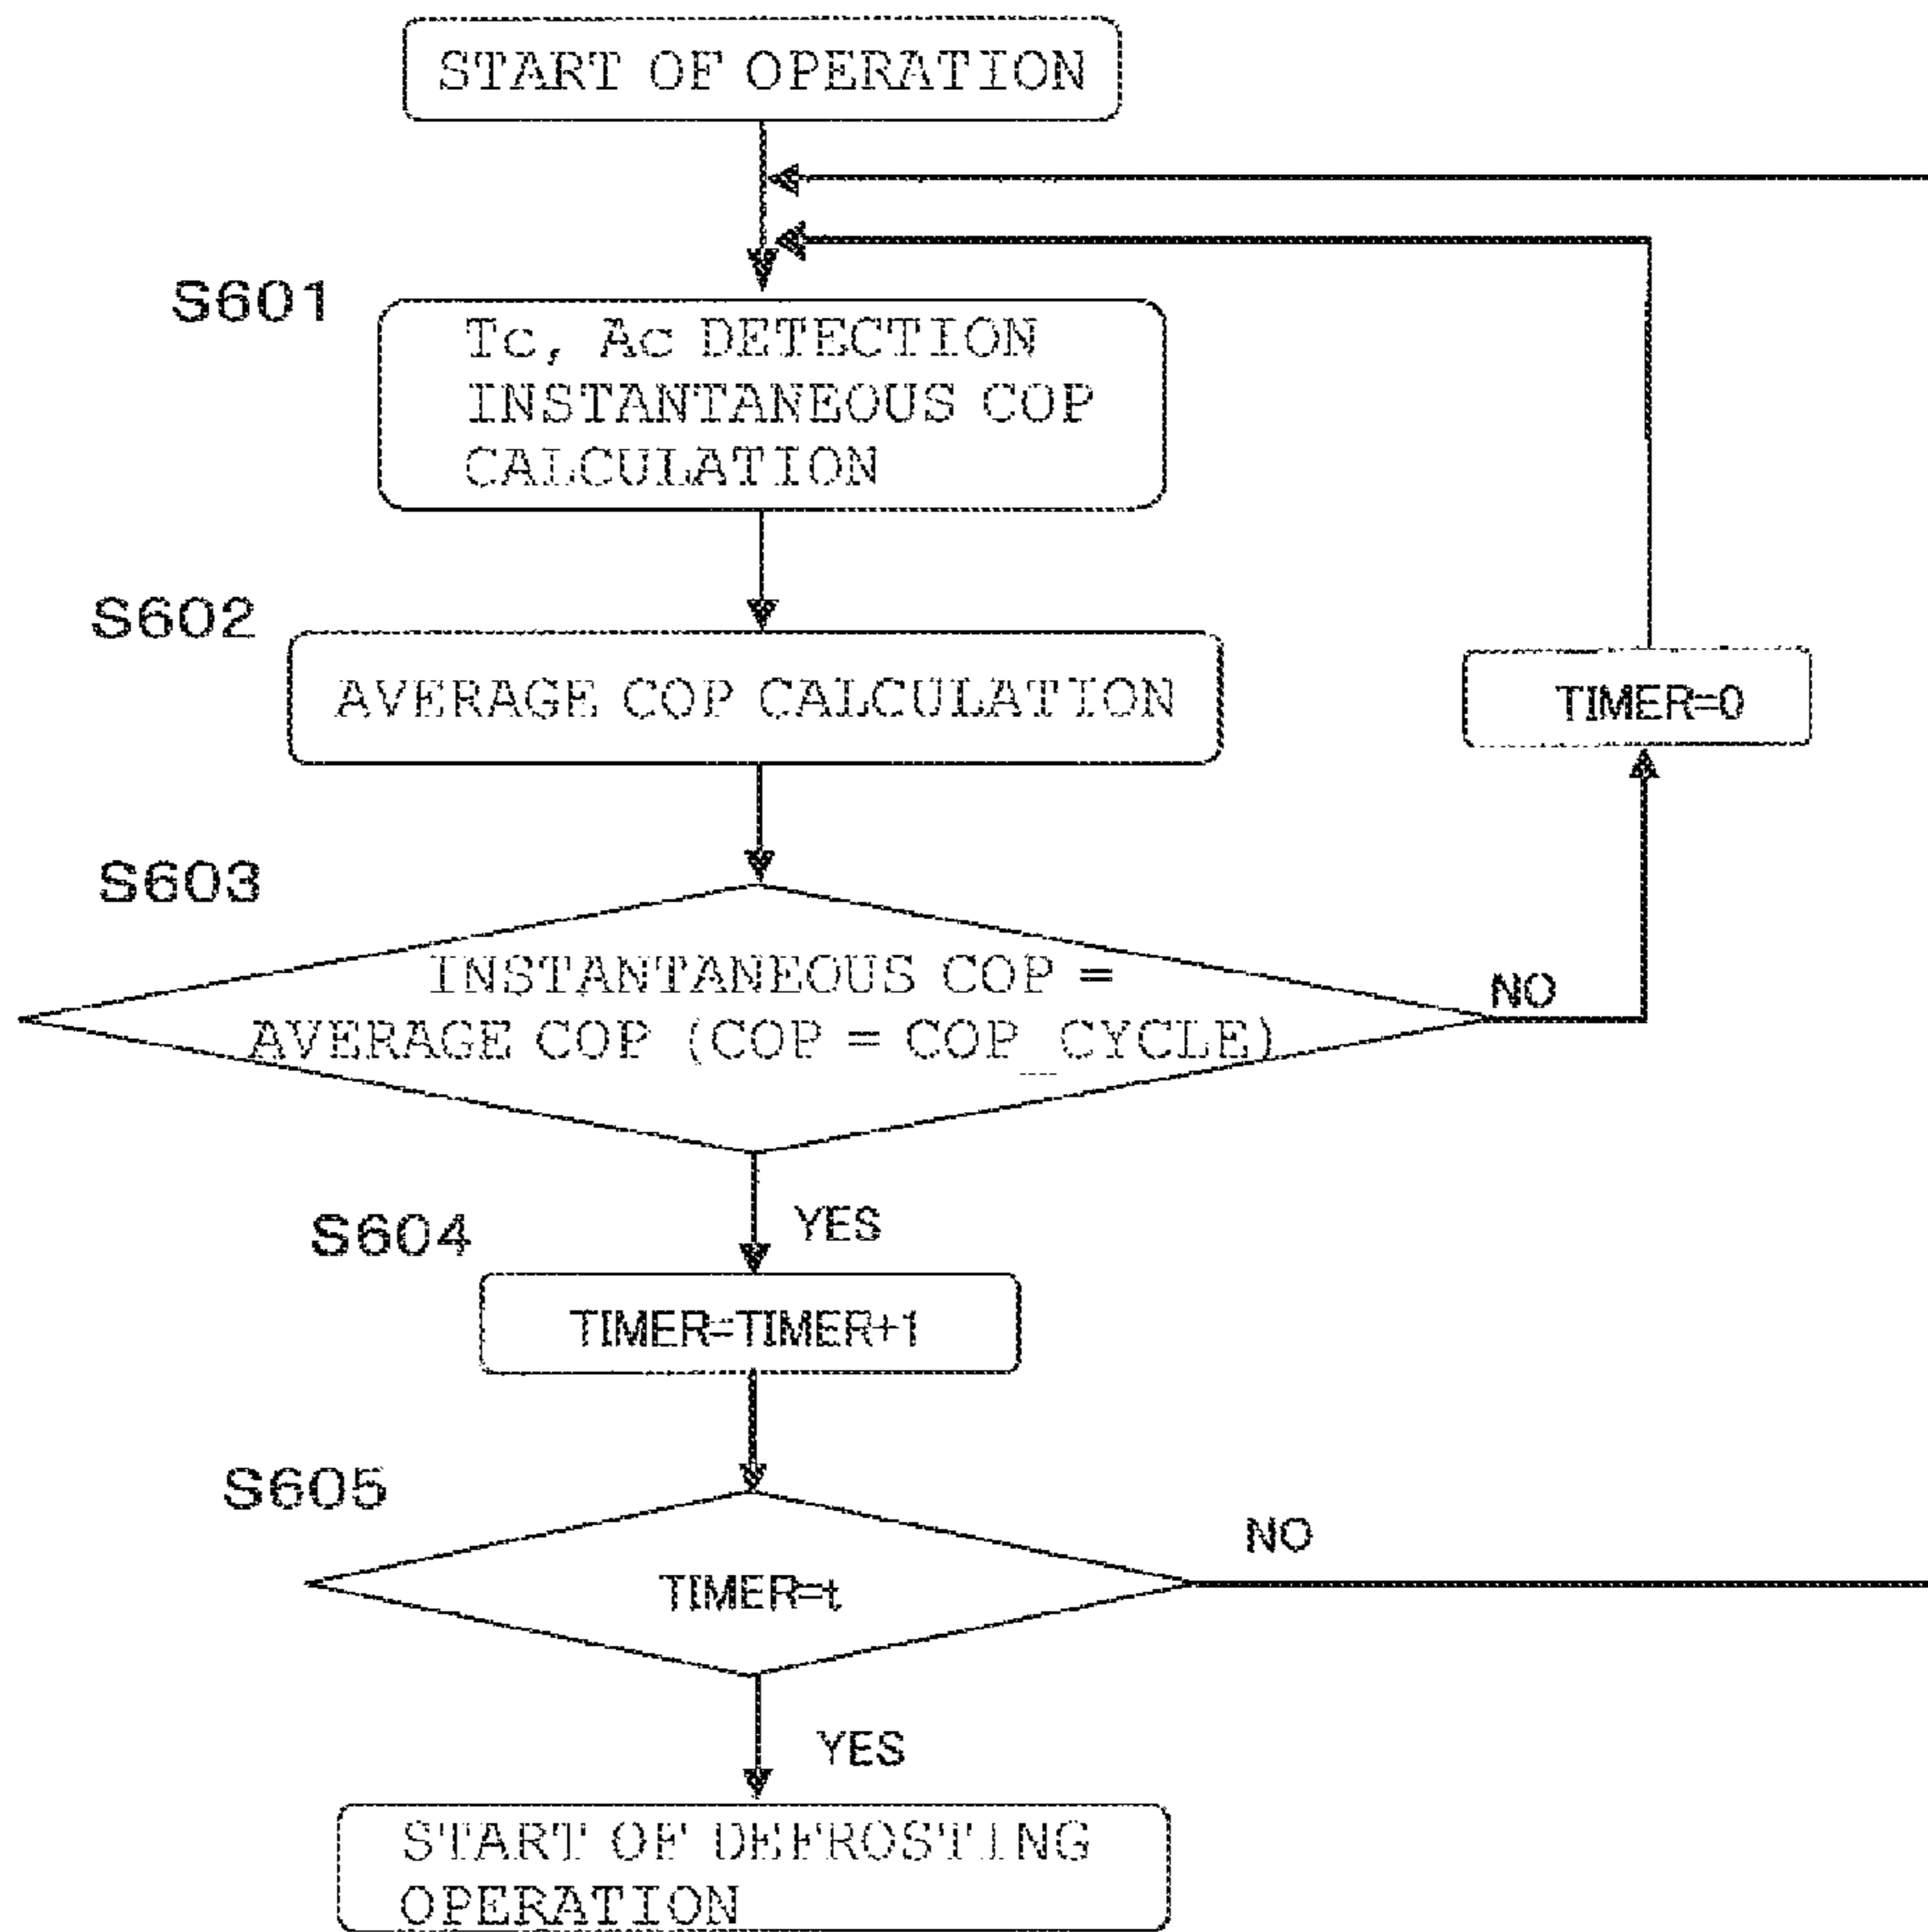 START OF OPERATION
S601
Tc, Ac DETECTION
INSTANTANEOUS COP
CALCULATION
S602
AVERAGE COP CALCULATION
TIMER=0
S603
INSTANTANEOUS COP =
AVERAGE COP (COP = COP_CYCLE)
NO
YES
S604
TIMER=TIMER+1
S605
TIMER=t
NO
YES
START OF DEFROSTING
OPERATION